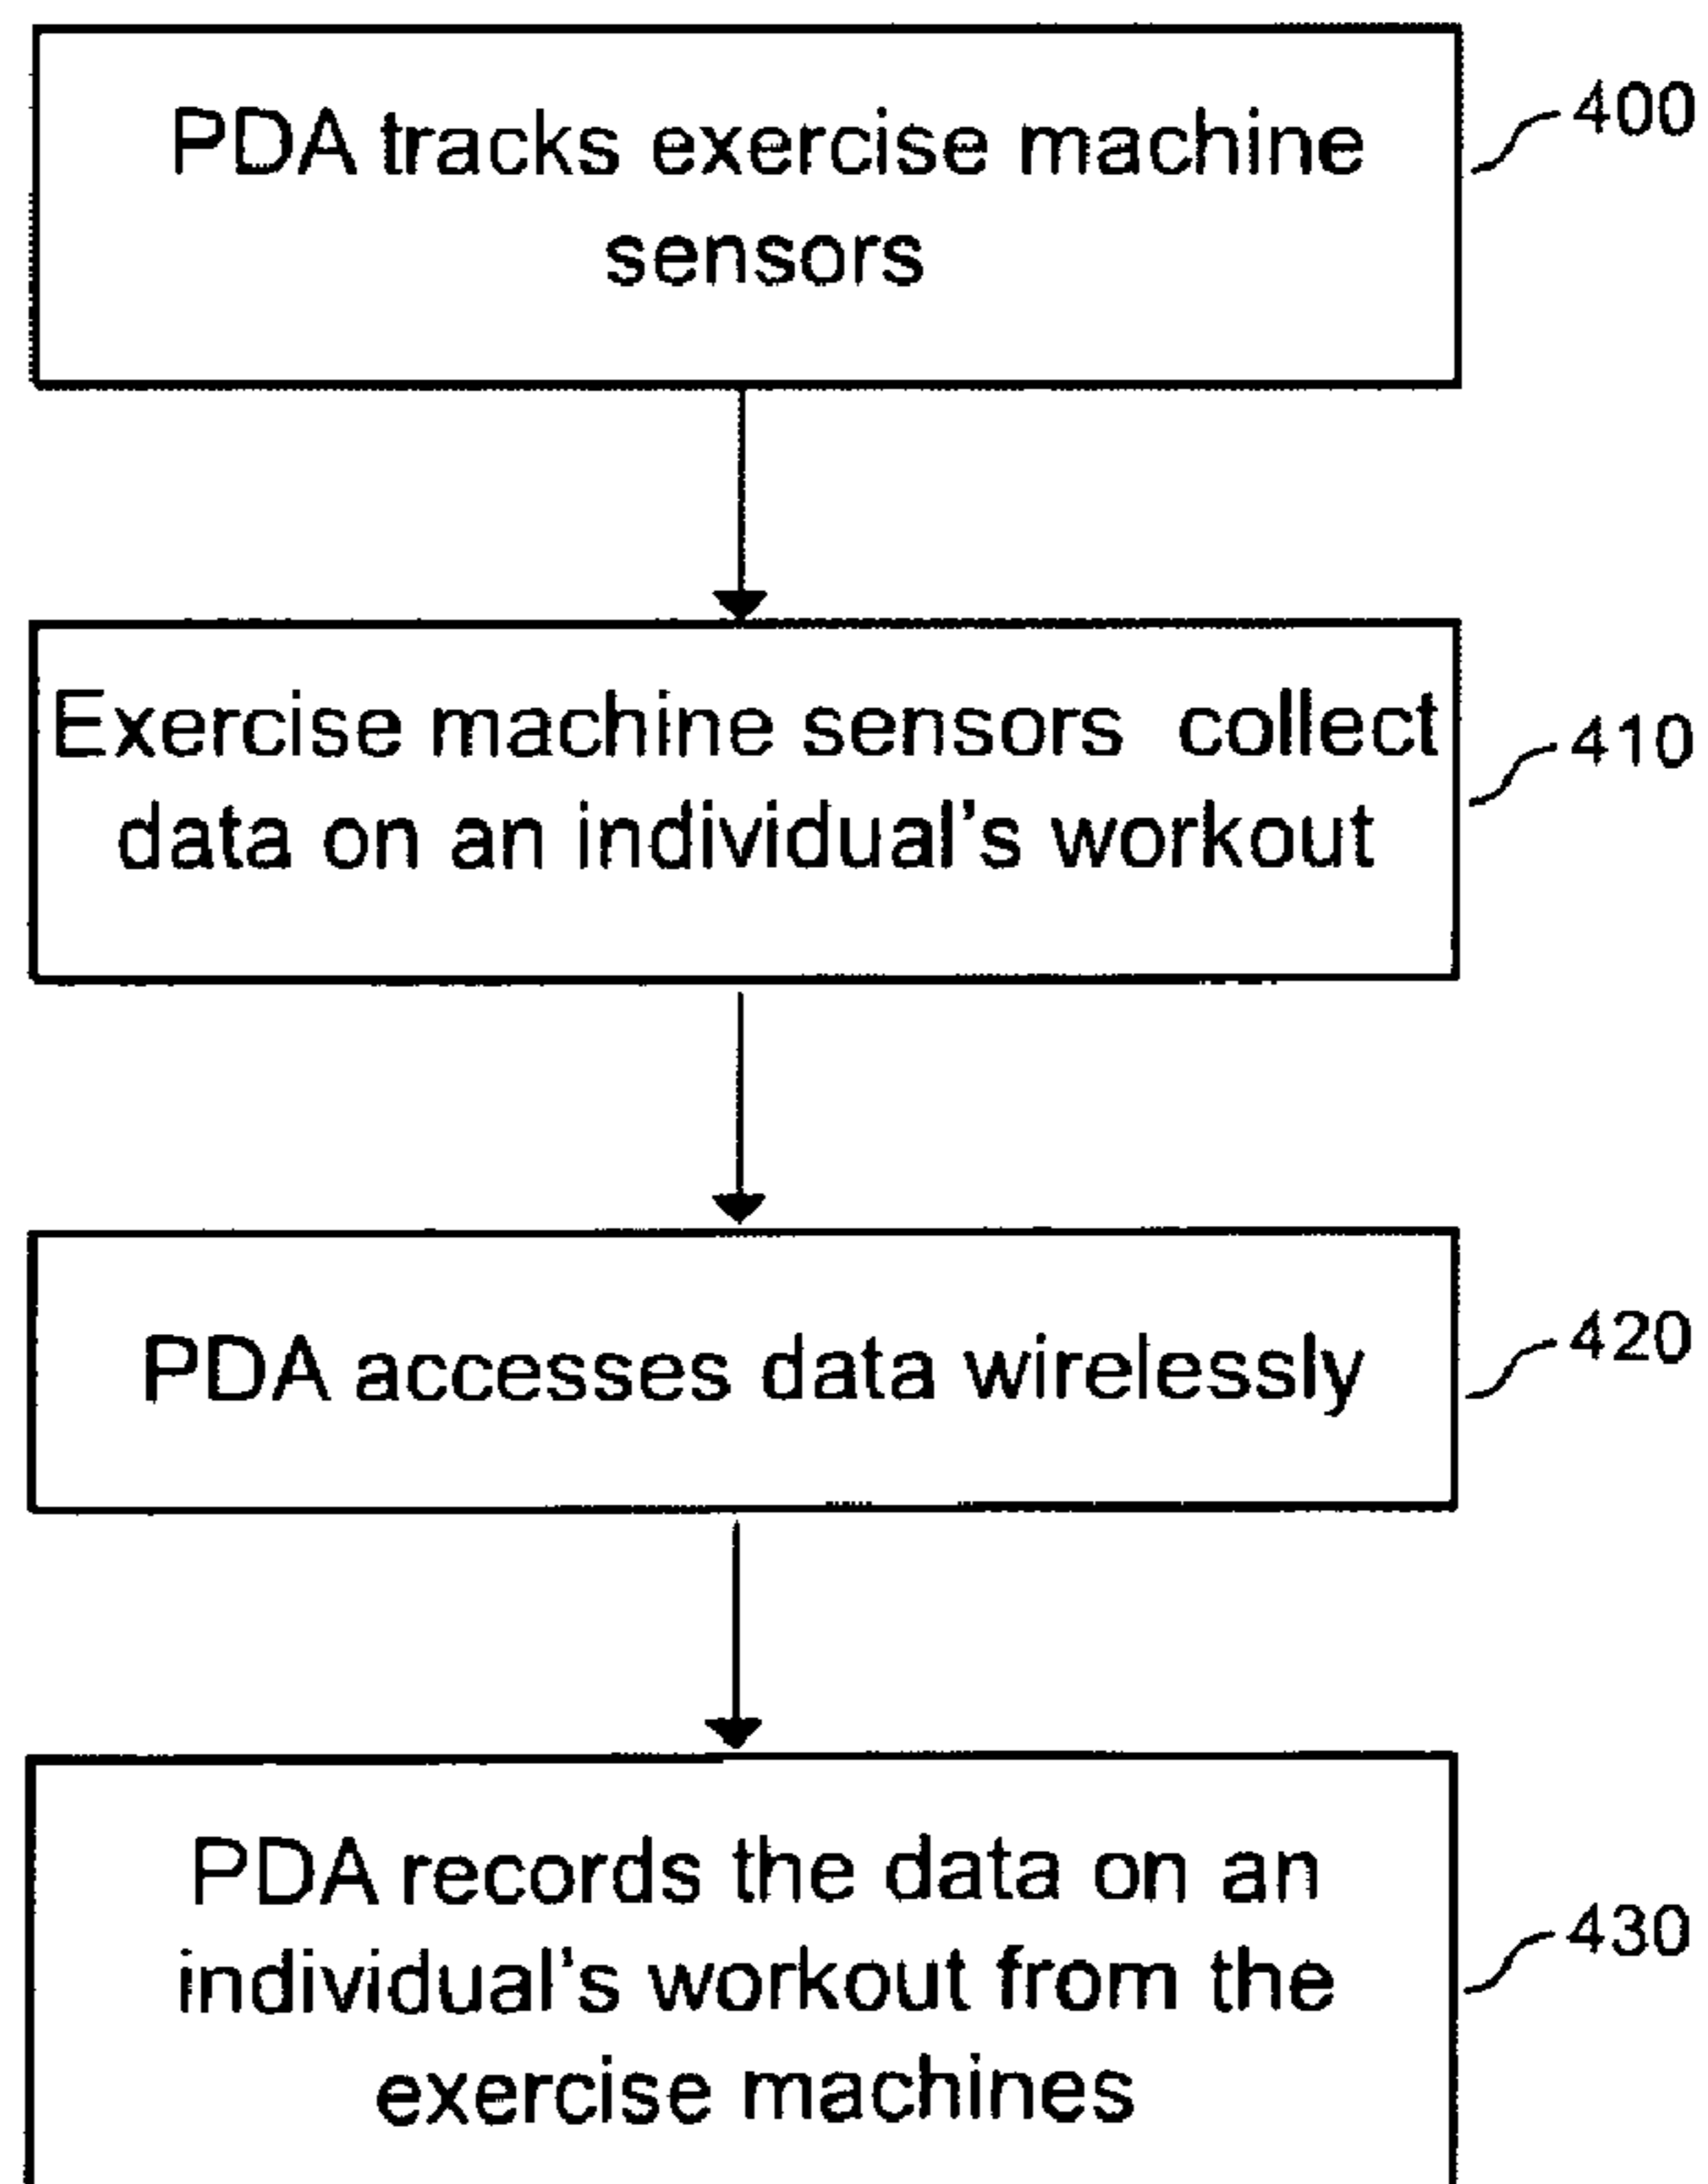 PDA tracks exercise machine
sensors
400
Exercise machine sensors collect
data on an individual's workout
410
PDA accesses data wirelessly
420
PDA records the data on an
individual's workout from the
exercise machines
430